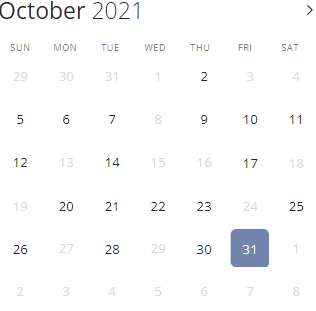 October 2021
SUN MON TUE WED THU FRI SAT
29 30 31 1 2 3 4
5 6 7 8 9 10 11
12 13 14 15 16 17 18
19 20 21 22 23 24 25
26 27 28 29 30 31 1
2 3 4 5 6 7 8